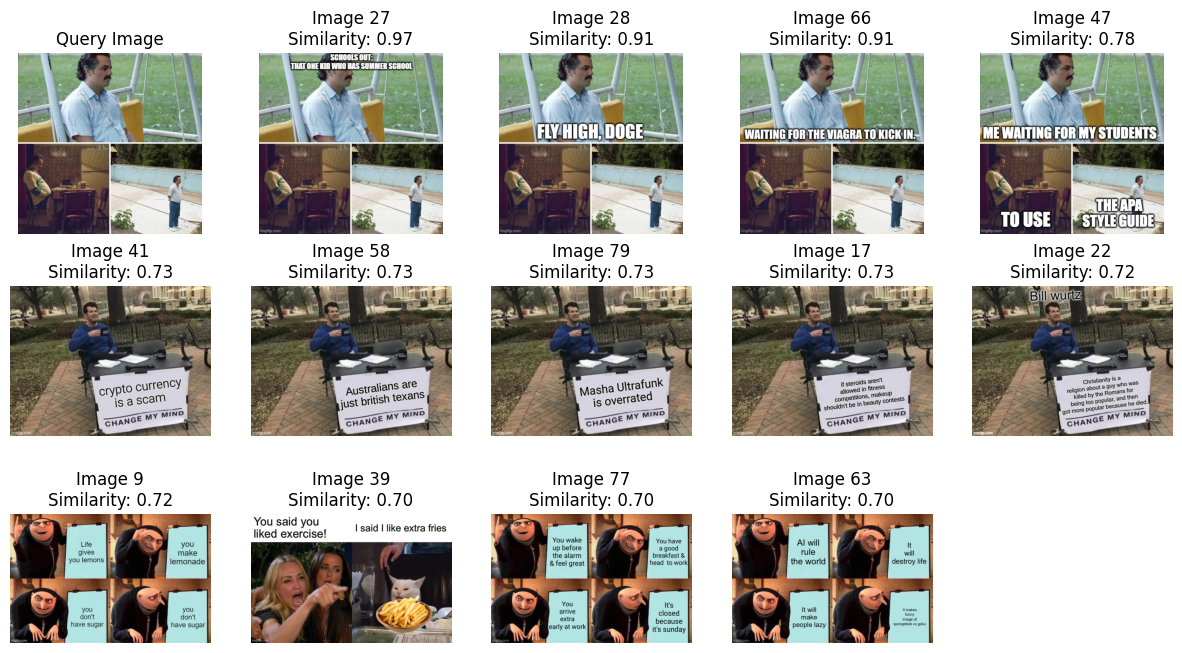 Query Image
Image 27
Similarity: 0.97
Image 28
Similarity: 0.91
Image 66
Similarity: 0.91
Image 47
Similarity: 0.78
SCHOOLS OUT:
THAT ONE KID WHO HAS SUMMER SCHOOL
FLY HIGH, DOGE
WAITING FOR THE VIAGRA TO KICK IN.
ME WAITING FOR MY STUDENTS
TO USE
THE APA
STYLE GUIDE
Image 41
Similarity: 0.73
Image 58
Similarity: 0.73
Image 79
Similarity: 0.73
Image 17
Similarity: 0.73
Image 22
Similarity: 0.72
crypto currency
is a scam
CHANGE MY MIND
Australians are
just british texans
CHANGE MY MIND
Masha Ultrafunk
is overrated
CHANGE MY MIND
if steroids aren't
allowed in fitness
competitions, makeup
shouldn't be in beauty contests
CHANGE MY MIND
Bill wurtz
Christianity is a
religion about a guy who was
killed by the Romans for
being too popular, and then
got more popular because he died.
CHANGE MY MIND
Image 9
Similarity: 0.72
Image 39
Similarity: 0.70
Image 77
Similarity: 0.70
Image 63
Similarity: 0.70
Life
gives
you lemons
you
make
lemonade
you
don't
have sugar
you
don't
have sugar
You said you
liked exercise!
I said I like extra fries
You wake
up before
the alarm
& feel great
You have
a good
breakfast &
head to work
You
arrive
extra
early at work
It's
closed
because
it's sunday
AI will
rule
the world
It
will
destroy life
It will
make
people lazy
it makes
funny
image of
spongebob vs goku